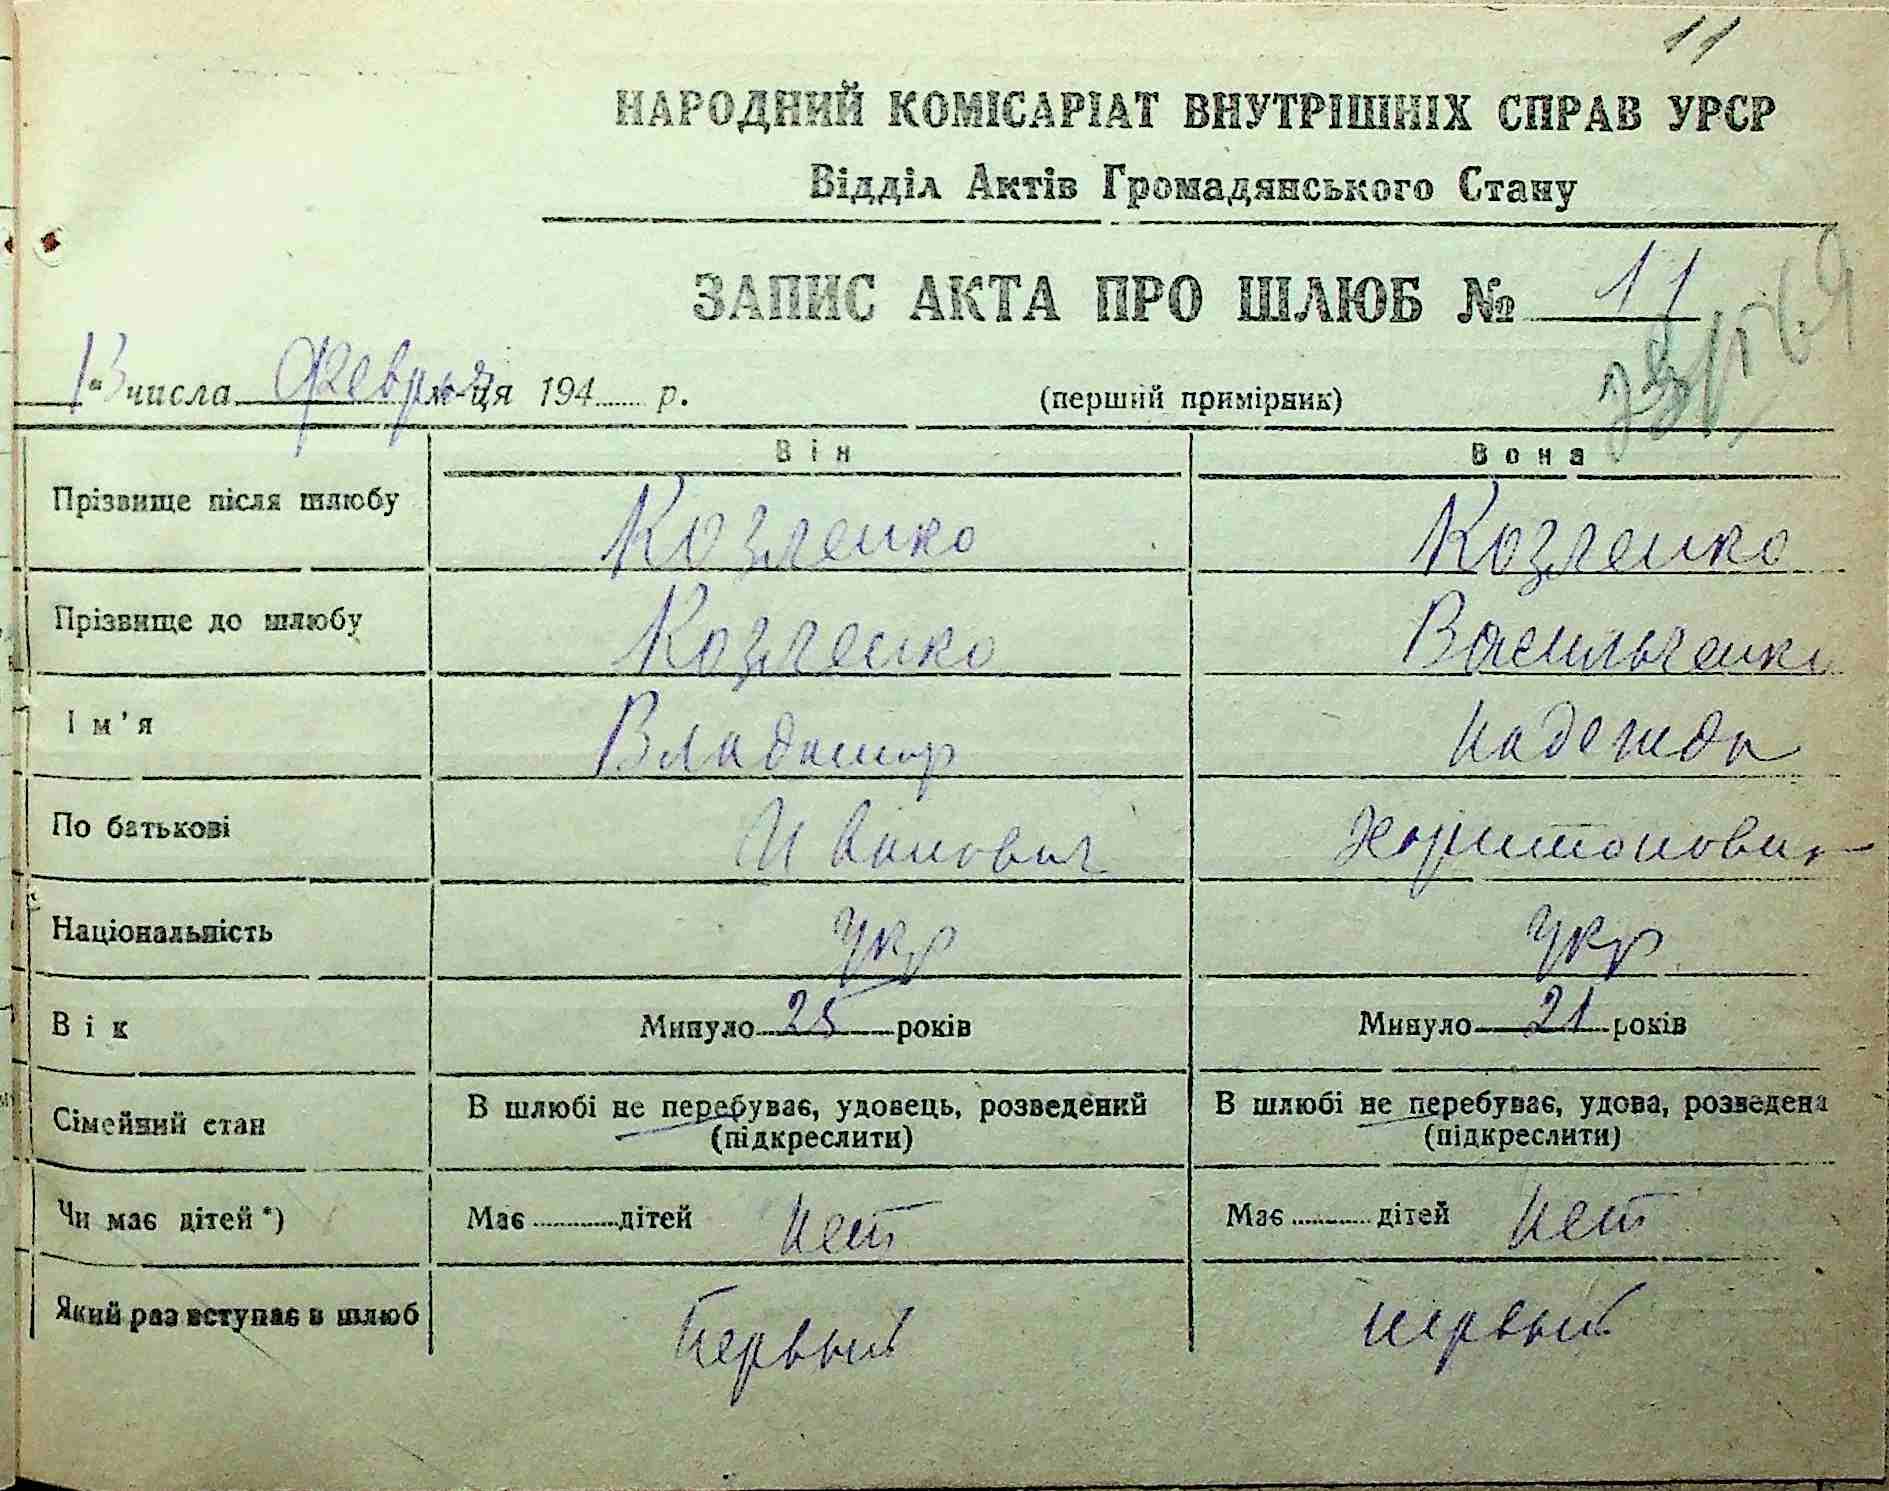 11
НАРОДНИЙ КОМІСАРІАТ ВНУТРІШНІХ СПРАВ УРСР
Відділ Актів Громадянського Стану
ЗАПИС АКТА ПРО ШЛЮБ № 11
13 числа Февраля м-ця 194 р. (перший примірник)
Він Вона
Прізвище після шлюбу Козленко Козленко
Прізвище до шлюбу Козленко Васильченко
Ім'я Владимир Надежда
По батькові Иванович Харитонович
Національність укр укр
Вік Минуло 25 років Минуло 21 років
Сімейний стан В шлюбі не перебуває, удовець, розведений В шлюбі не перебуває, удова, розведена
(підкреслити) (підкреслити)
Чи має дітей *) Має дітей Нет Має дітей Нет
Який раз вступає в шлюб Первый первый